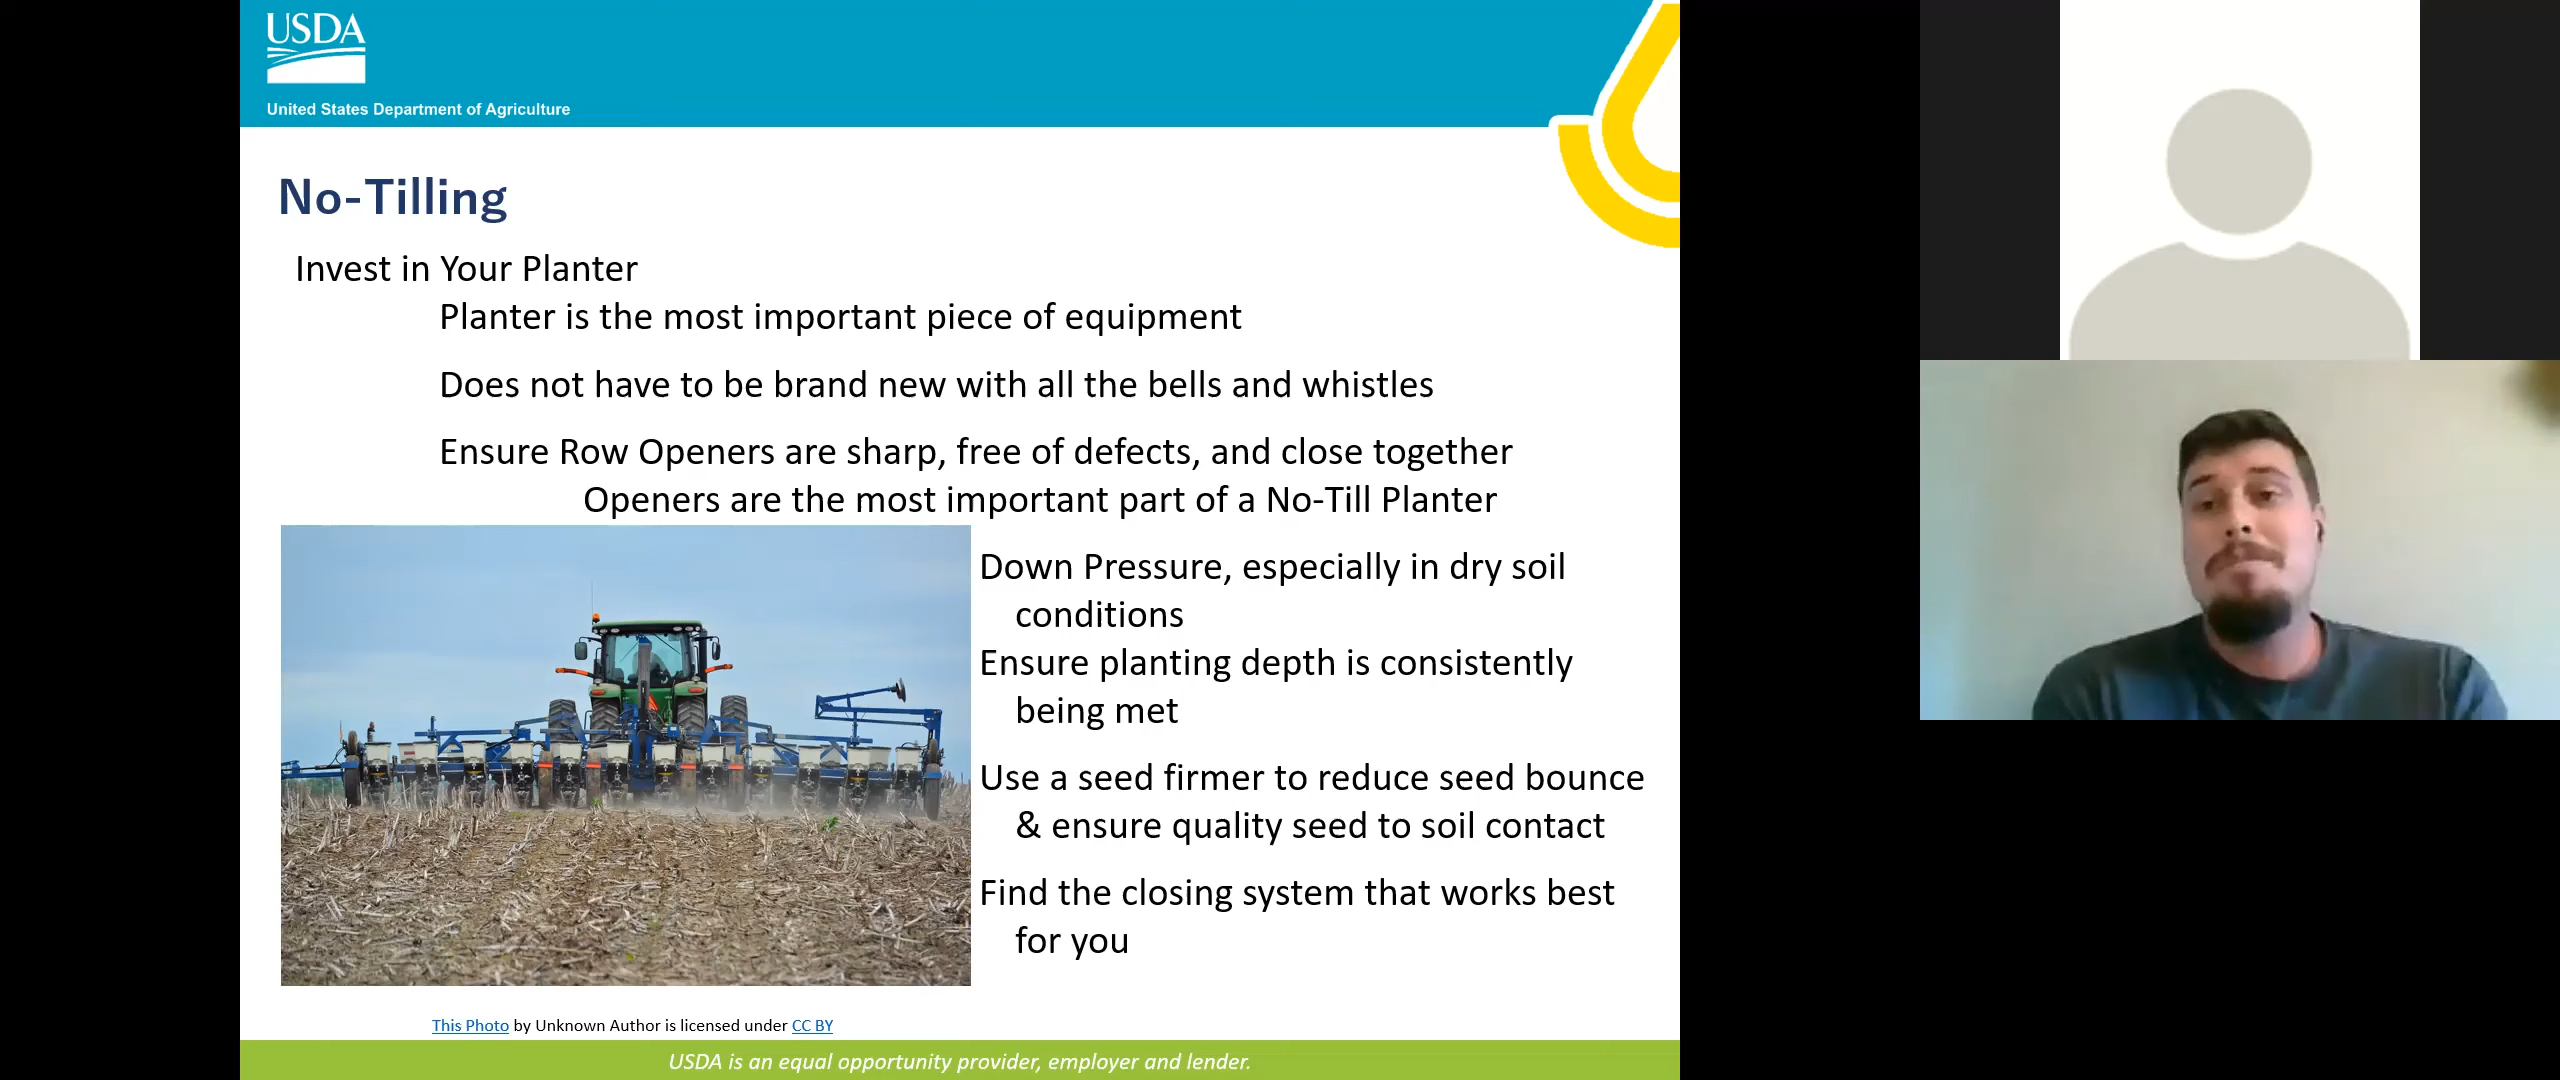 USDA
United States Department of Agriculture
No-Tilling
Invest in Your Planter
Planter is the most important piece of equipment
Does not have to be brand new with all the bells and whistles
Ensure Row Openers are sharp, free of defects, and close together
Openers are the most important part of a No-Till Planter
Down Pressure, especially in dry soil
conditions
Ensure planting depth is consistently
being met
Use a seed firmer to reduce seed bounce
& ensure quality seed to soil contact
Find the closing system that works best
for you
This Photo by Unknown Author is licensed under CC BY
USDA is an equal opportunity provider, employer and lender.